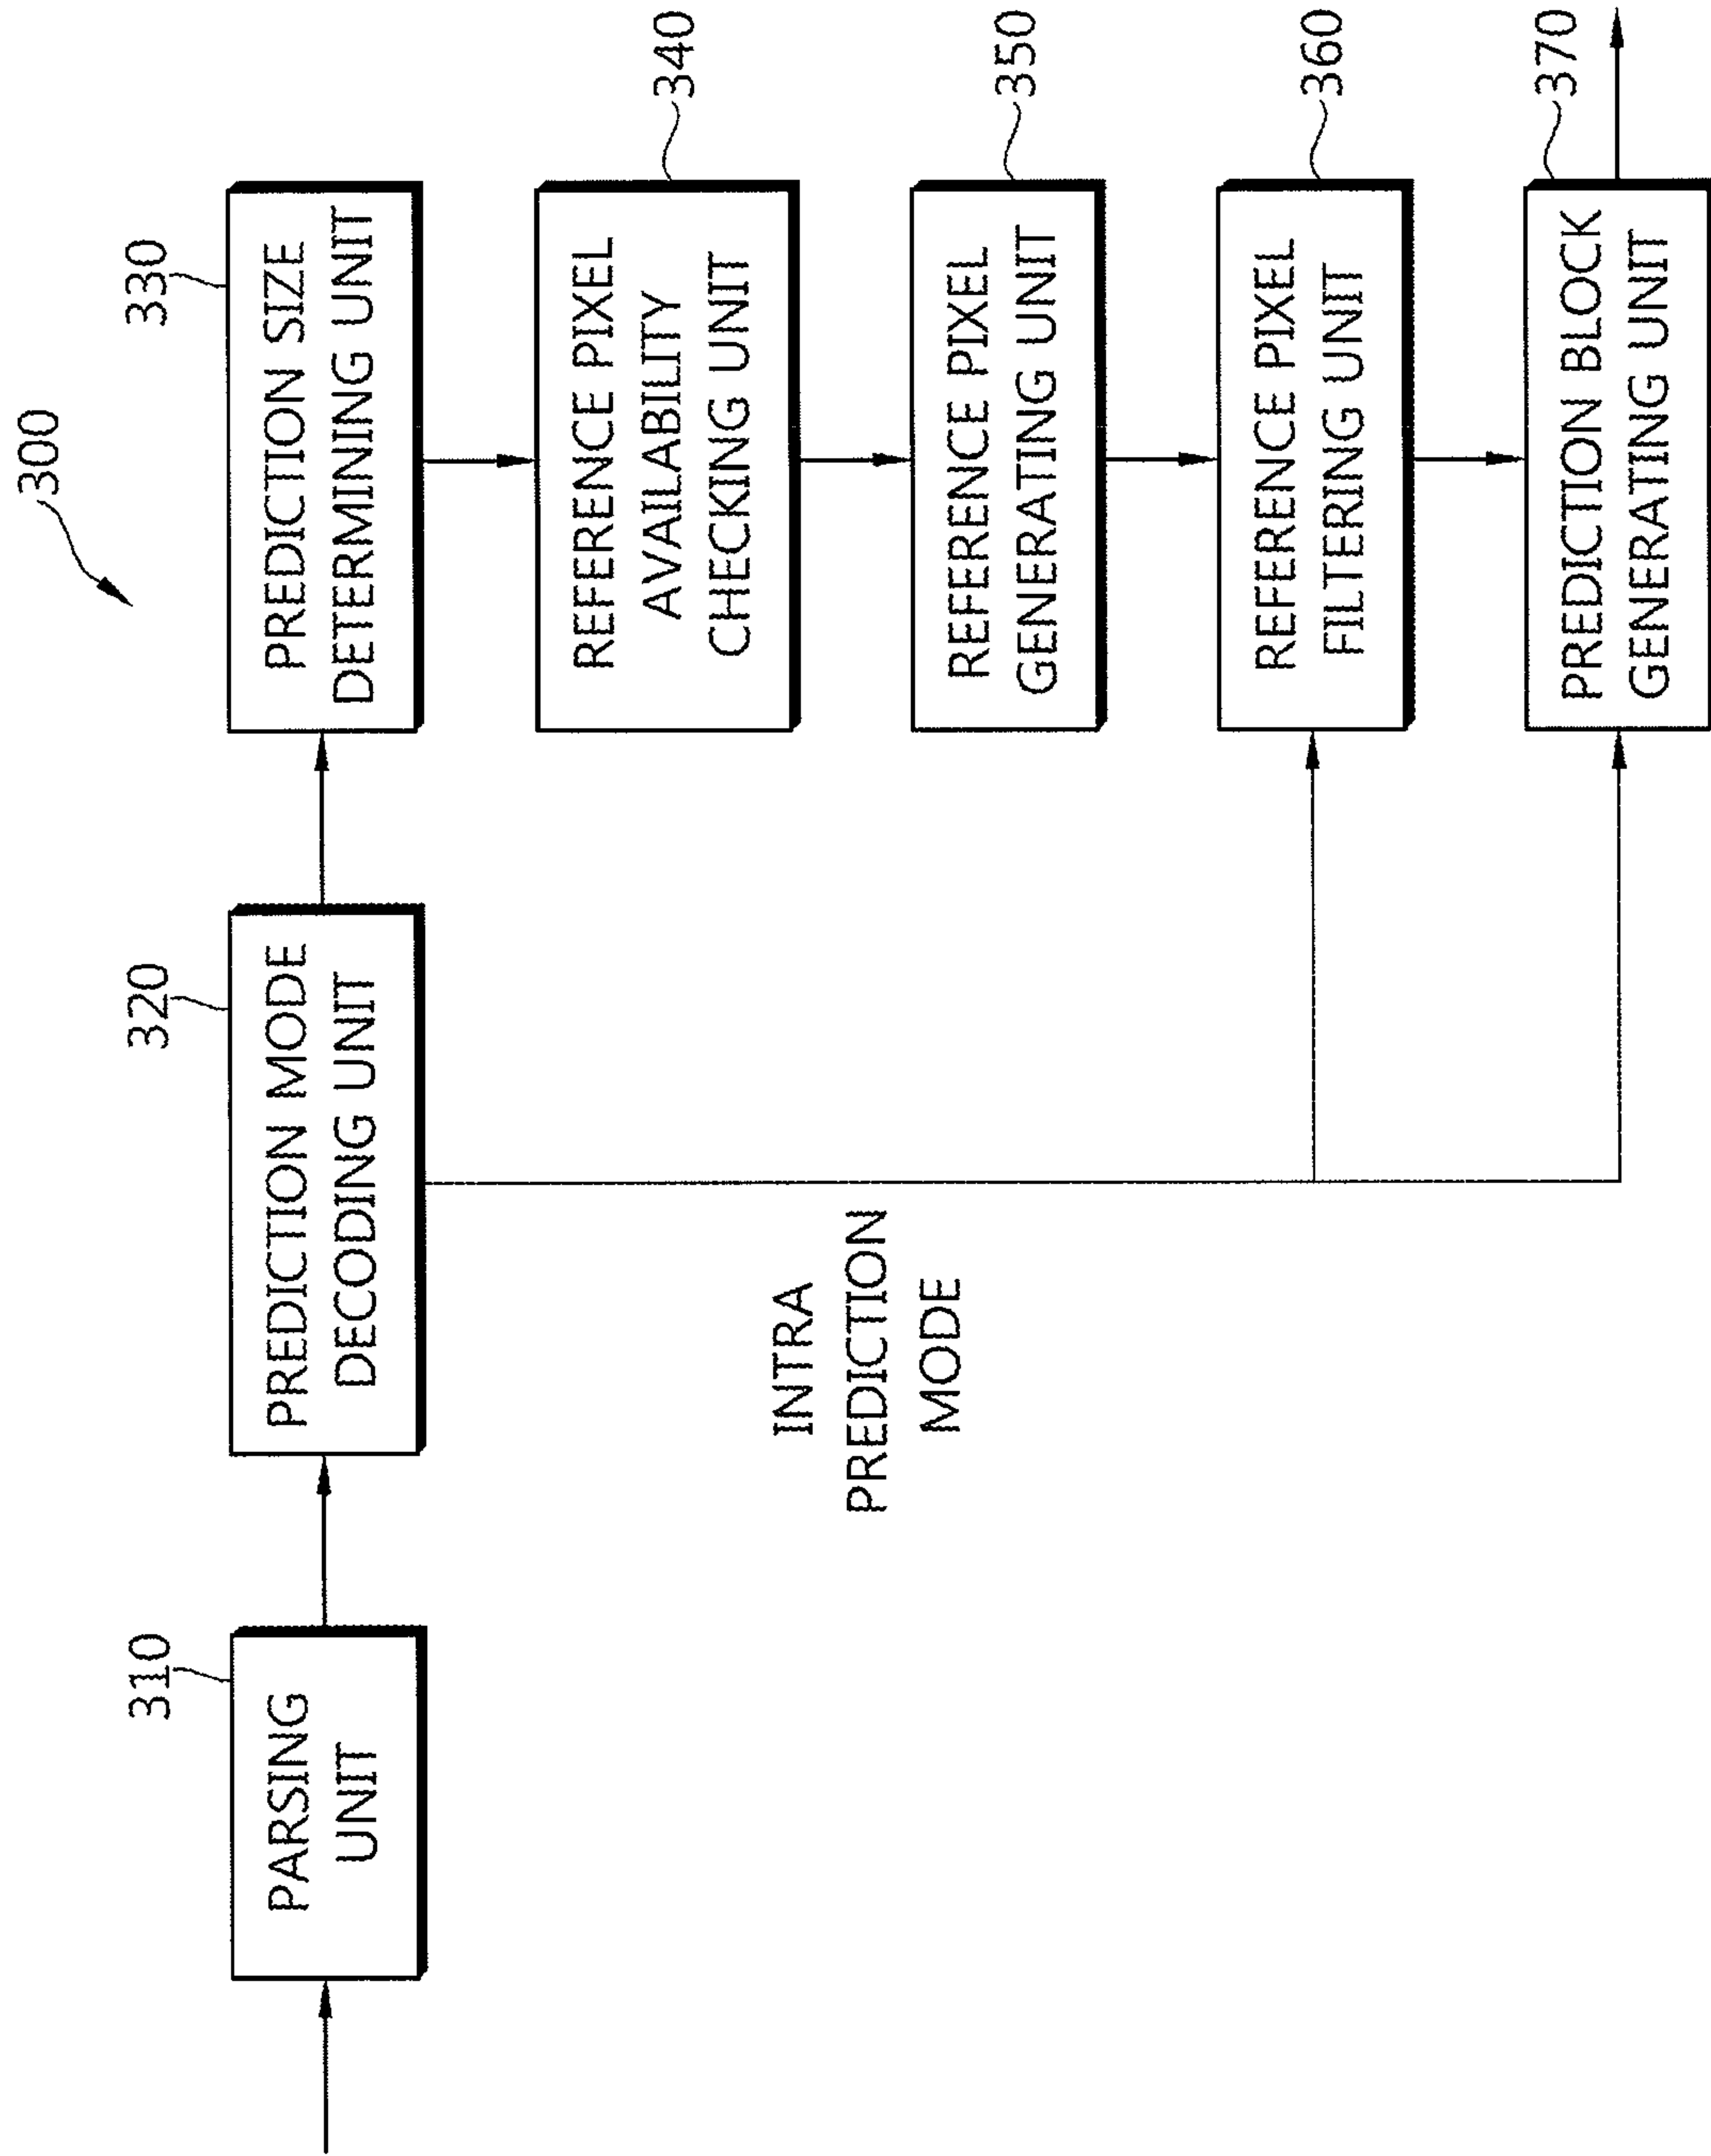 300
310
PARSING
UNIT
320
PREDICTION MODE
DECODING UNIT
330
PREDICTION SIZE
DETERMINING UNIT
340
REFERENCE PIXEL
AVAILABILITY
CHECKING UNIT
350
REFERENCE PIXEL
GENERATING UNIT
INTRA
PREDICTION
MODE
360
REFERENCE PIXEL
FILTERING UNIT
370
PREDICTION BLOCK
GENERATING UNIT